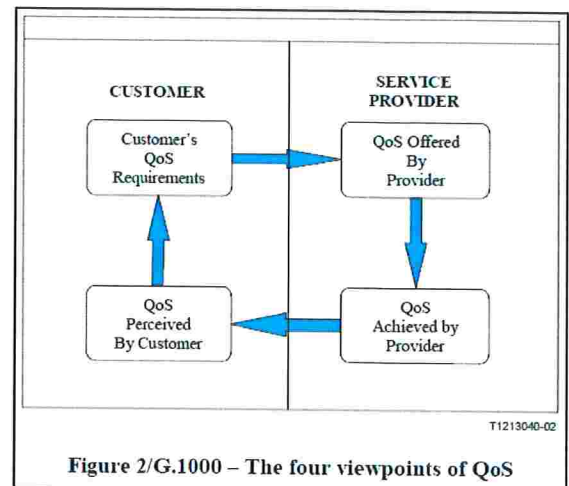 CUSTOMER
SERVICE
PROVIDER
Customer's
QoS
Requirements
QoS Offered
By
Provider
QoS
Perceived
By Customer
QoS
Achieved by
Provider
T1213040-02
Figure 2/G.1000 – The four viewpoints of QoS